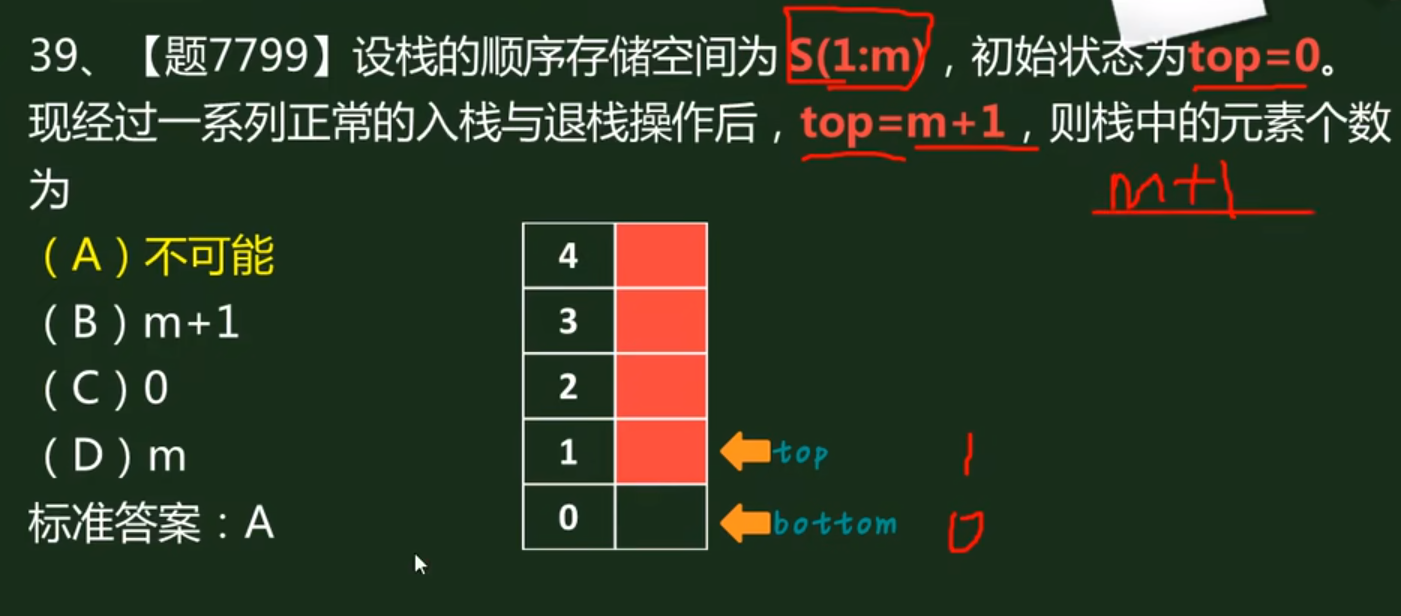 39、【题7799】设栈的顺序存储空间为 S(1:m) ，初始状态为top=0。
现经过一系列正常的入栈与退栈操作后，top=m+1，则栈中的元素个数
为
m+1
（A）不可能
（B）m+1
（C）0
（D）m
标准答案：A
4
3
2
1 top 1
0 bottom 0